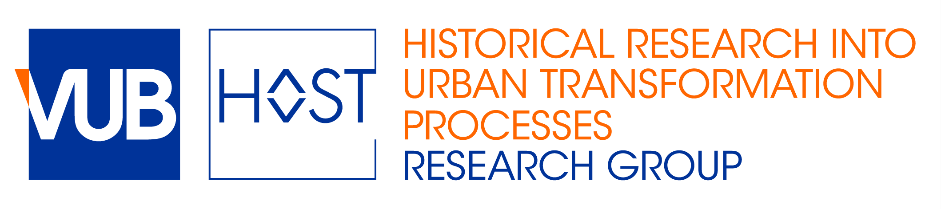 VUB
HOST
HISTORICAL RESEARCH INTO
URBAN TRANSFORMATION
PROCESSES
RESEARCH GROUP